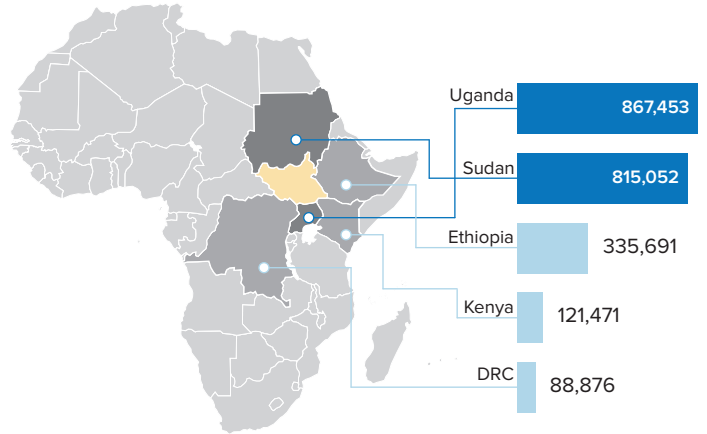 Uganda 867,453
Sudan 815,052
Ethiopia 335,691
Kenya 121,471
DRC 88,876